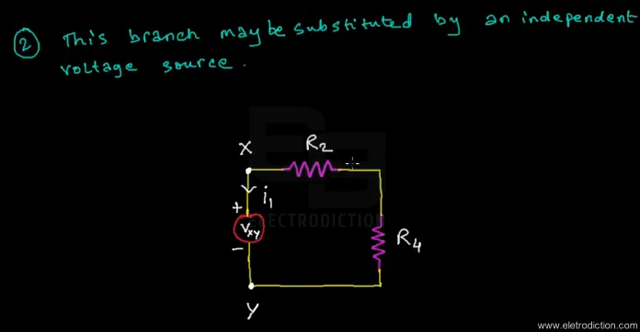 ② This branch may be substituted by an independent
voltage source.
X
R2
i1
+
Vxy
-
R4
Y
ELECTRODICTION
www.eletrodiction.com